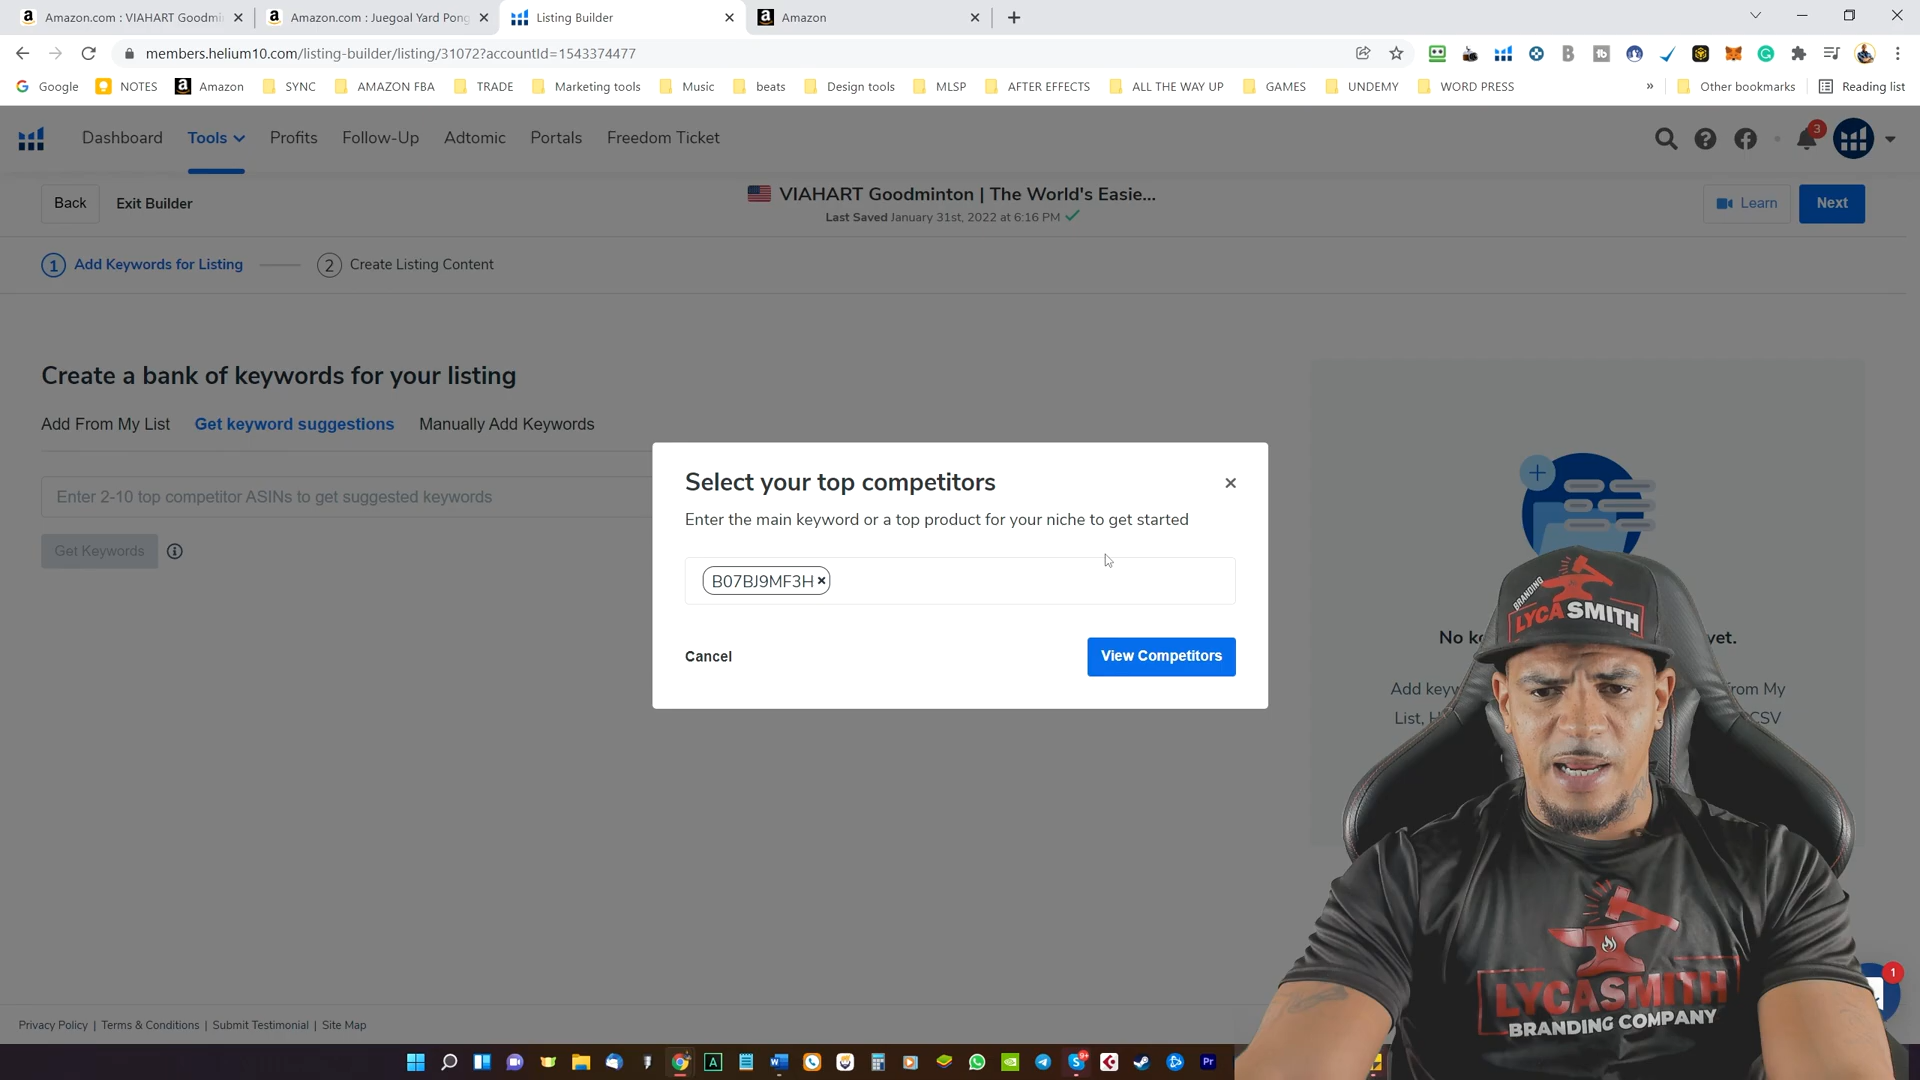 Amazon.com : VIAHART Goodmi
Amazon.com : Juegoal Yard Pong
Listing Builder
Amazon
members.helium10.com/listing-builder/listing/31072?accountId=1543374477
Google
NOTES
Amazon
SYNC
AMAZON FBA
TRADE
Marketing tools
Music
beats
Design tools
MLSP
AFTER EFFECTS
ALL THE WAY UP
GAMES
UNDEMY
WORD PRESS
»
Other bookmarks
Reading list
Dashboard
Tools
Profits
Follow-Up
Adtomic
Portals
Freedom Ticket
3
Back
Exit Builder
VIAHART Goodminton | The World's Easie...
Last Saved January 31st, 2022 at 6:16 PM
Learn
Next
1 Add Keywords for Listing
2 Create Listing Content
Create a bank of keywords for your listing
Add From My List
Get keyword suggestions
Manually Add Keywords
Enter 2-10 top competitor ASINs to get suggested keywords
Get Keywords
Select your top competitors
Enter the main keyword or a top product for your niche to get started
B07BJ9MF3H
Cancel
View Competitors
No
yet.
Add
rom My
List,
CSV
BRANDING
LYCASMITH
LYCASMITH
BRANDING COMPANY
1
Privacy Policy | Terms & Conditions | Submit Testimonial | Site Map
9+
Pr